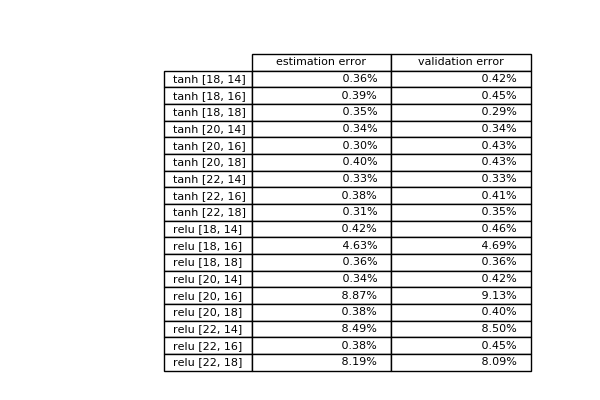 estimation error validation error
tanh [18, 14] 0.36% 0.42%
tanh [18, 16] 0.39% 0.45%
tanh [18, 18] 0.35% 0.29%
tanh [20, 14] 0.34% 0.34%
tanh [20, 16] 0.30% 0.43%
tanh [20, 18] 0.40% 0.43%
tanh [22, 14] 0.33% 0.33%
tanh [22, 16] 0.38% 0.41%
tanh [22, 18] 0.31% 0.35%
relu [18, 14] 0.42% 0.46%
relu [18, 16] 4.63% 4.69%
relu [18, 18] 0.36% 0.36%
relu [20, 14] 0.34% 0.42%
relu [20, 16] 8.87% 9.13%
relu [20, 18] 0.38% 0.40%
relu [22, 14] 8.49% 8.50%
relu [22, 16] 0.38% 0.45%
relu [22, 18] 8.19% 8.09%